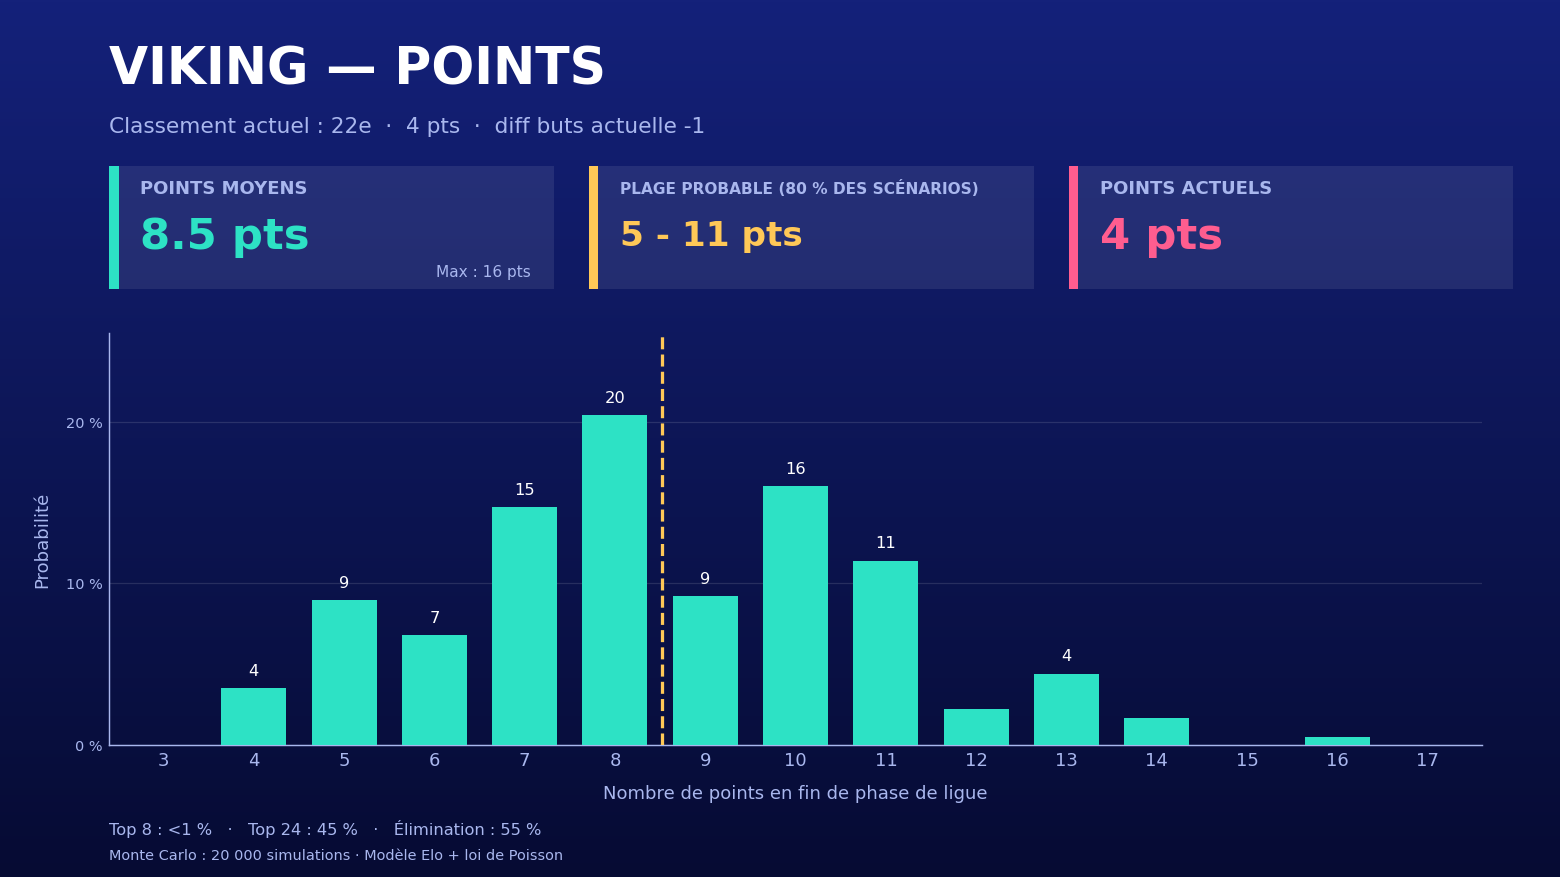 VIKING — POINTS
Classement actuel : 22e · 4 pts · diff buts actuelle -1
POINTS MOYENS
8.5 pts
Max : 16 pts
PLAGE PROBABLE (80 % DES SCÉNARIOS)
5 - 11 pts
POINTS ACTUELS
4 pts
Probabilité
20 %
10 %
0 %
4
9
7
15
20
9
16
11
4
3 4 5 6 7 8 9 10 11 12 13 14 15 16 17
Nombre de points en fin de phase de ligue
Top 8 : <1 % · Top 24 : 45 % · Élimination : 55 %
Monte Carlo : 20 000 simulations · Modèle Elo + loi de Poisson